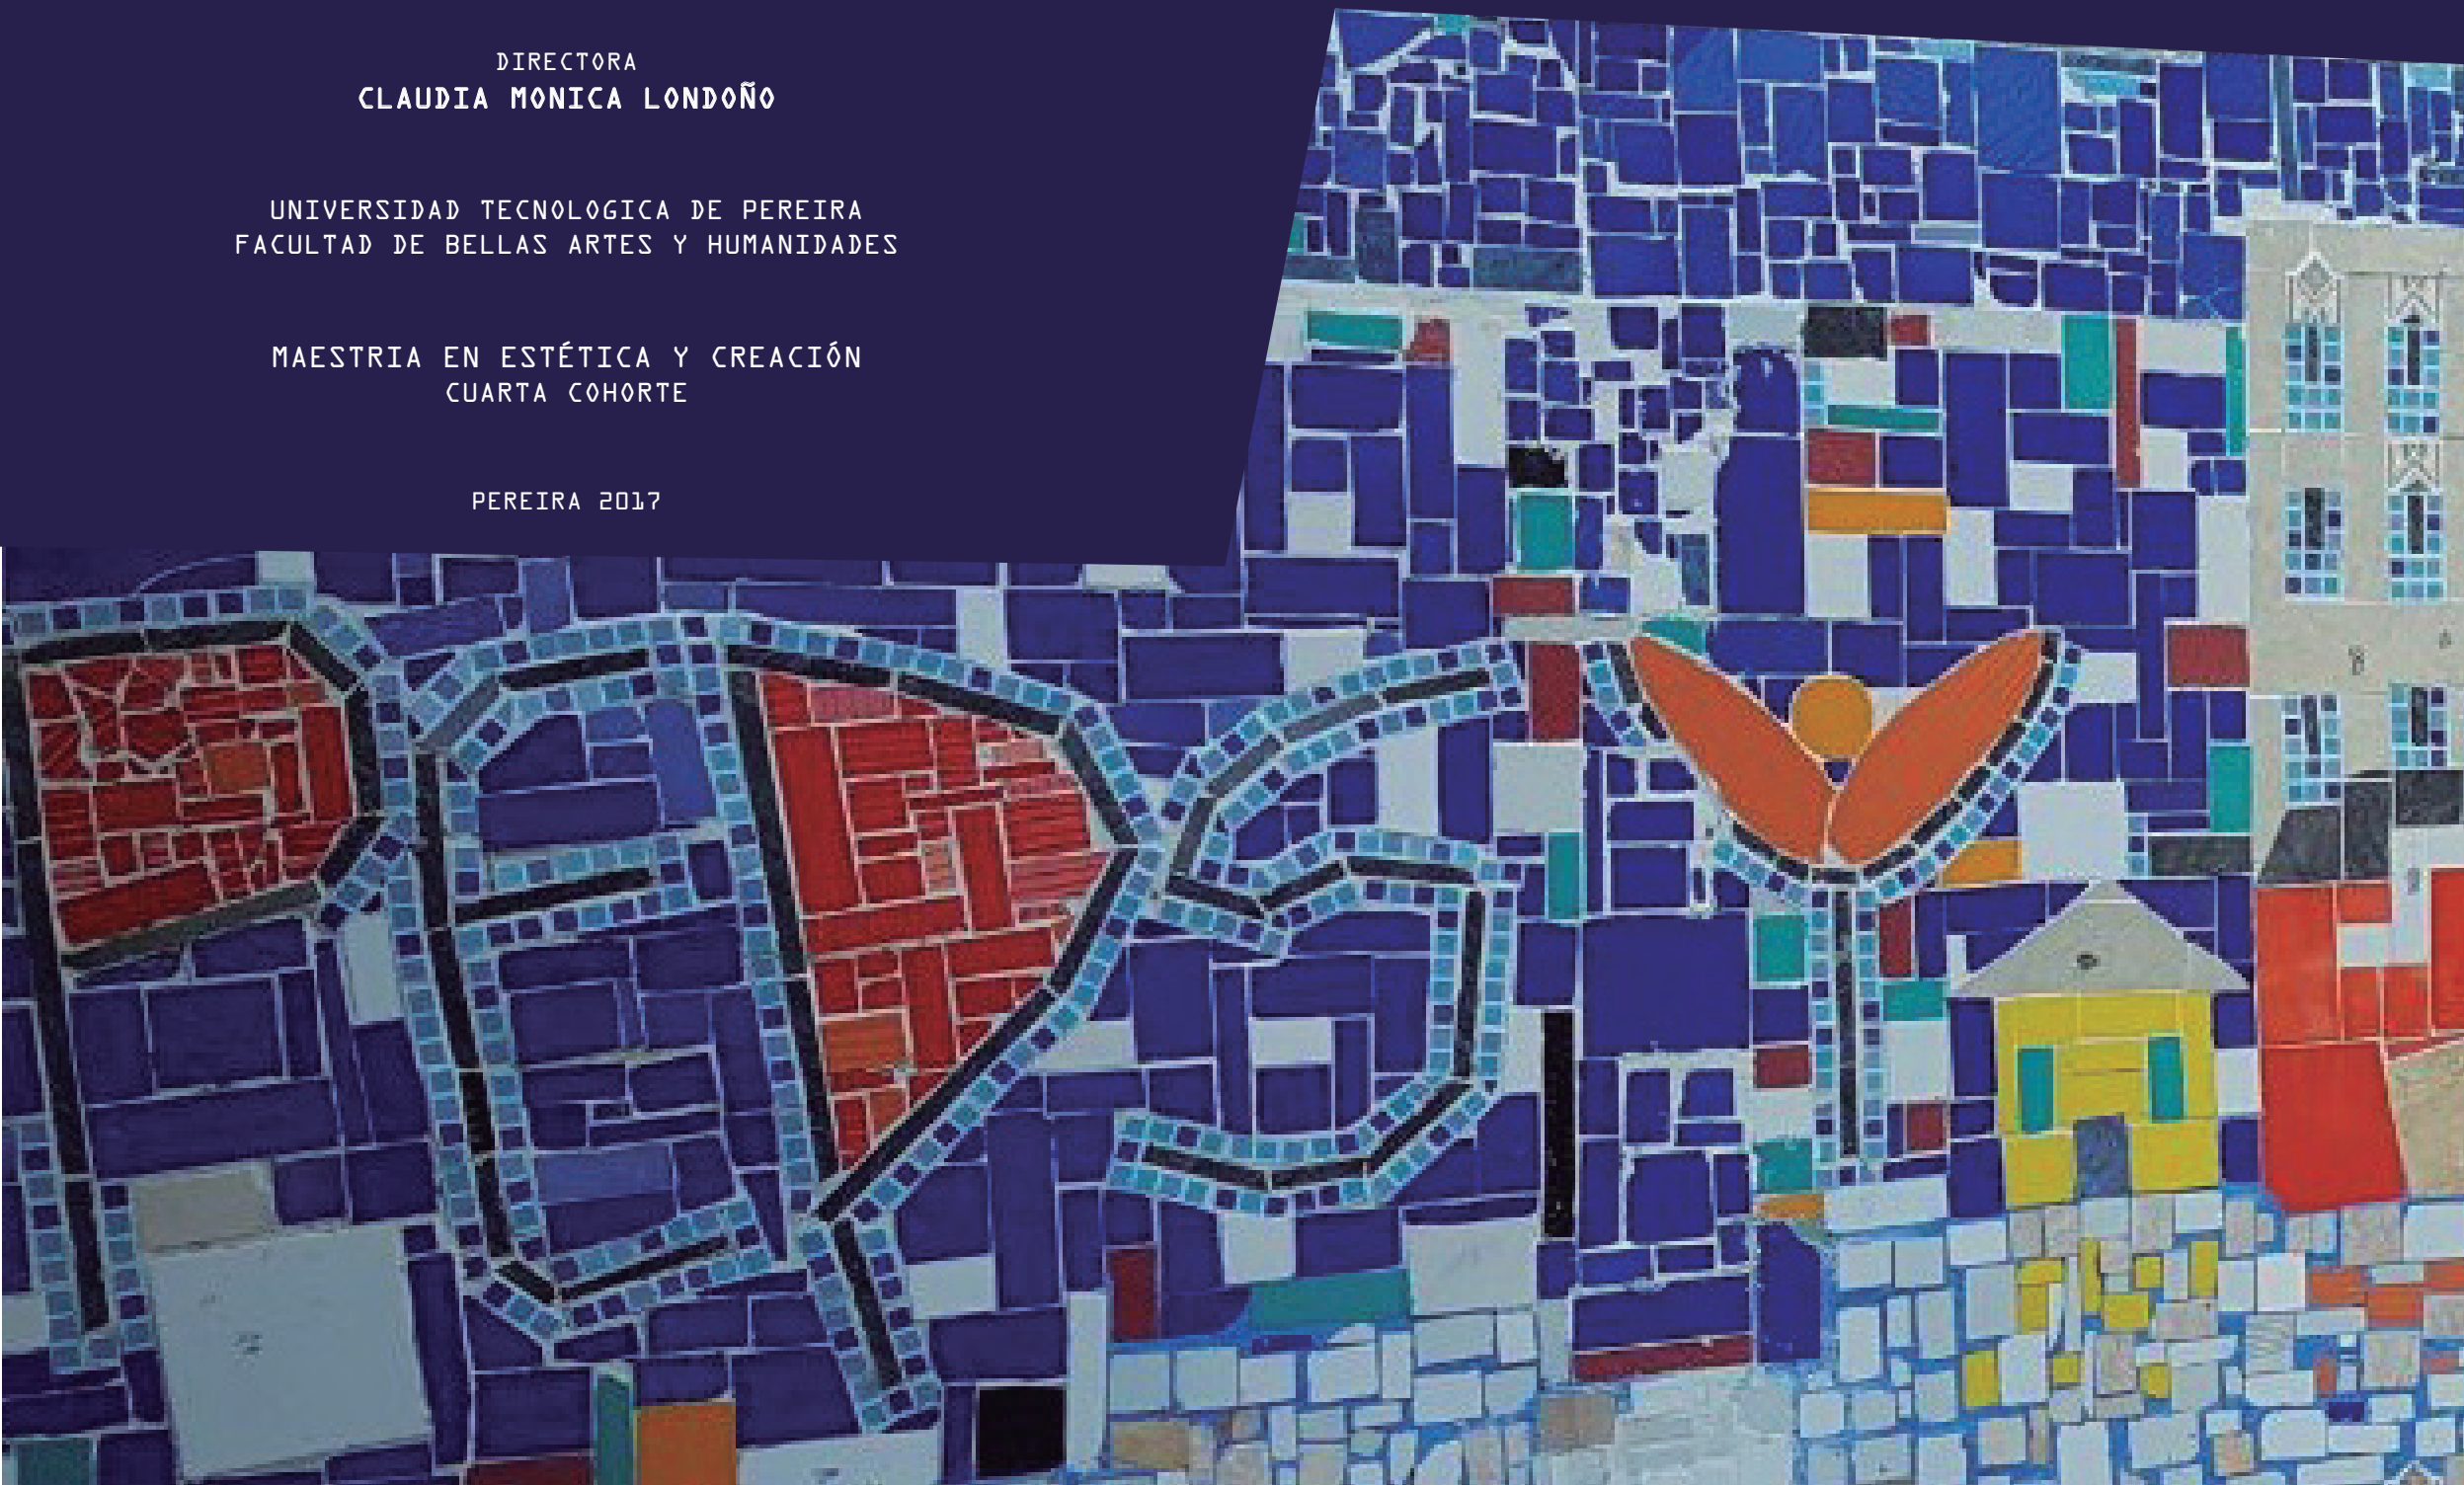 DIRECTORA
CLAUDIA MONICA LONDOÑO
UNIVERSIDAD TECNOLOGICA DE PEREIRA
FACULTAD DE BELLAS ARTES Y HUMANIDADES
MAESTRIA EN ESTÉTICA Y CREACIÓN
CUARTA COHORTE
PEREIRA 2017